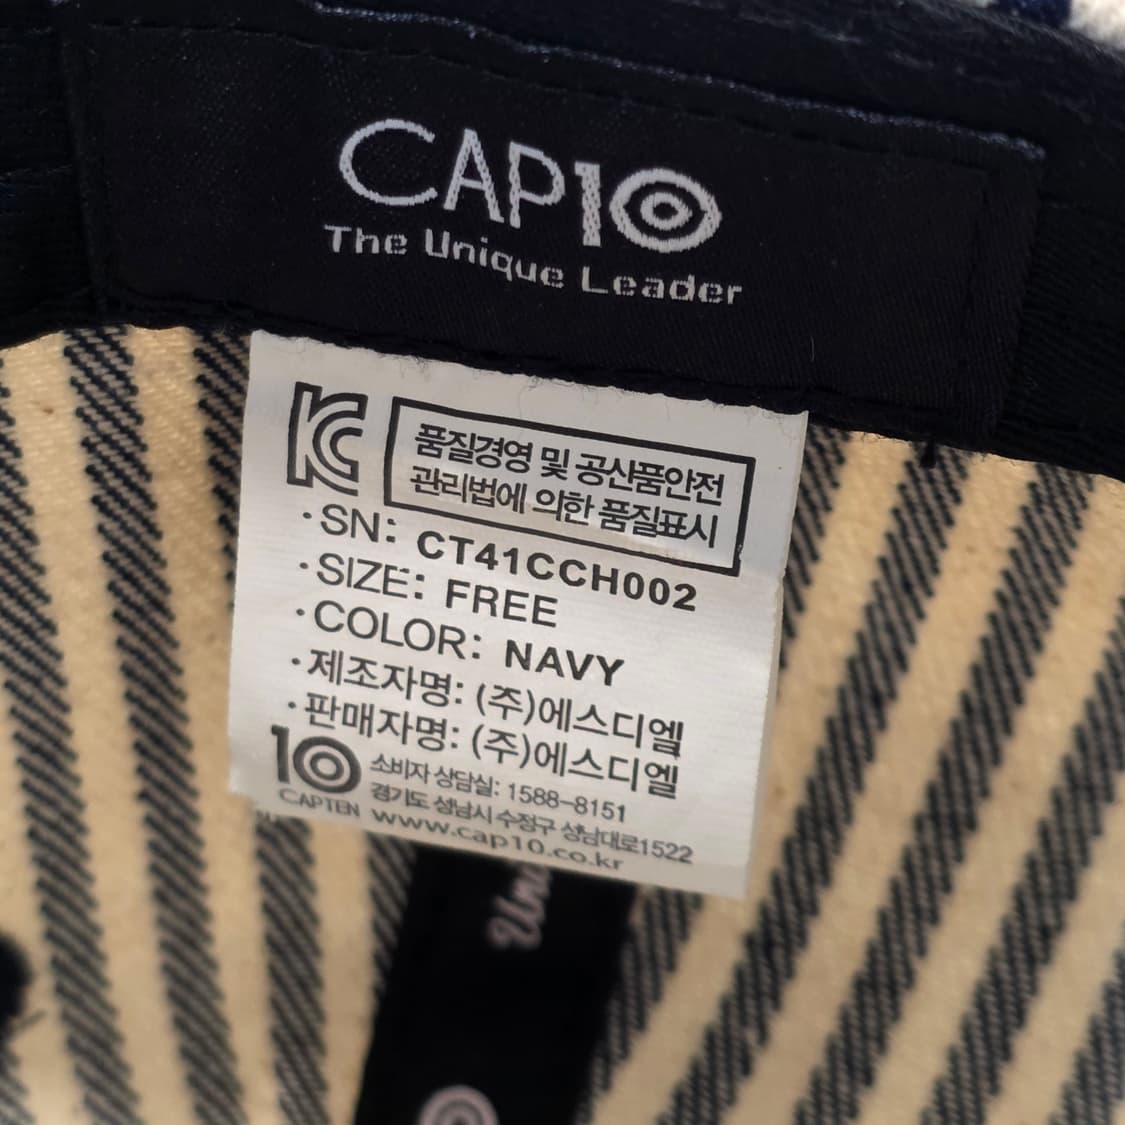 CAP10
The Unique Leader
KC
품질경영 및 공산품안전
관리법에 의한 품질표시
·SN: CT41CCH002
·SIZE: FREE
·COLOR: NAVY
·제조자명: (주)에스디엘
·판매자명: (주)에스디엘
10
CAPTEN
소비자 상담실: 1588-8151
경기도 성남시 수정구 성남대로1522
www.cap10.co.kr